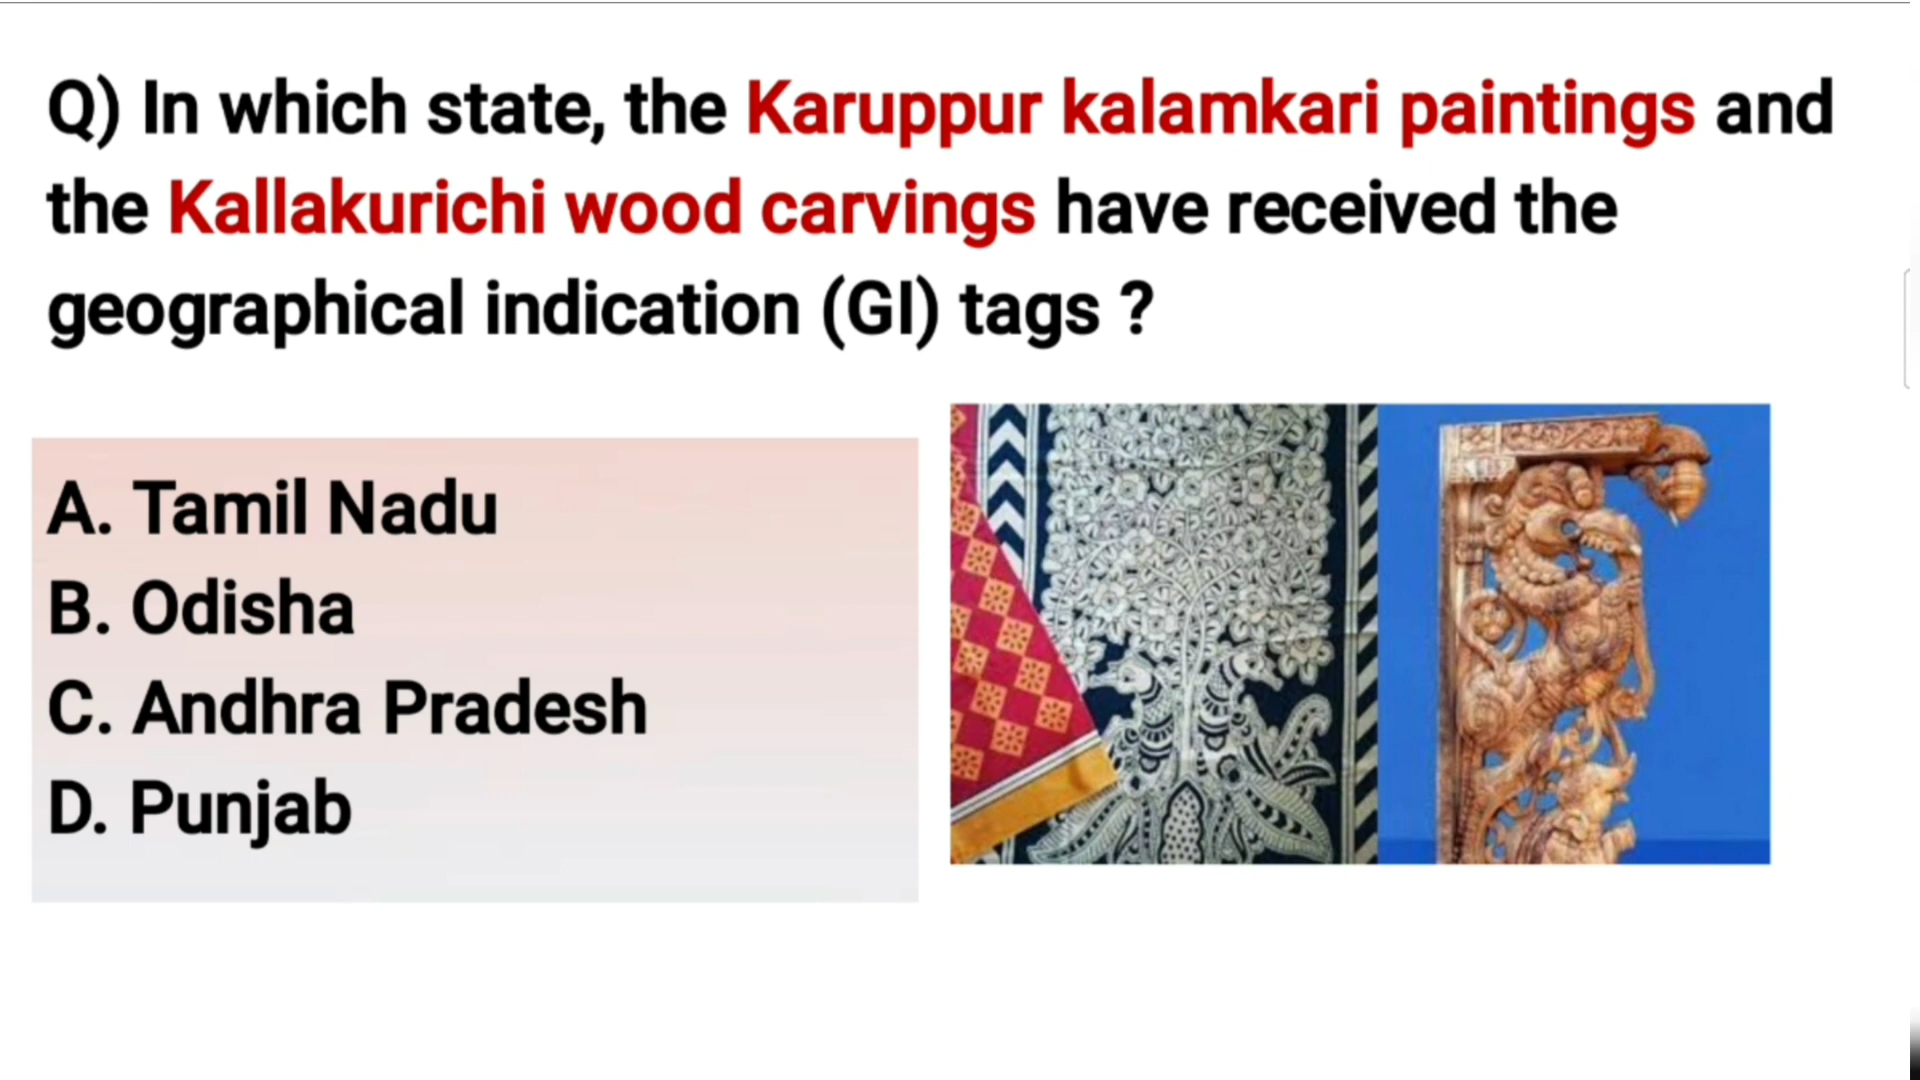 Q) In which state, the Karuppur kalamkari paintings and
the Kallakurichi wood carvings have received the
geographical indication (GI) tags ?
A. Tamil Nadu
B. Odisha
C. Andhra Pradesh
D. Punjab